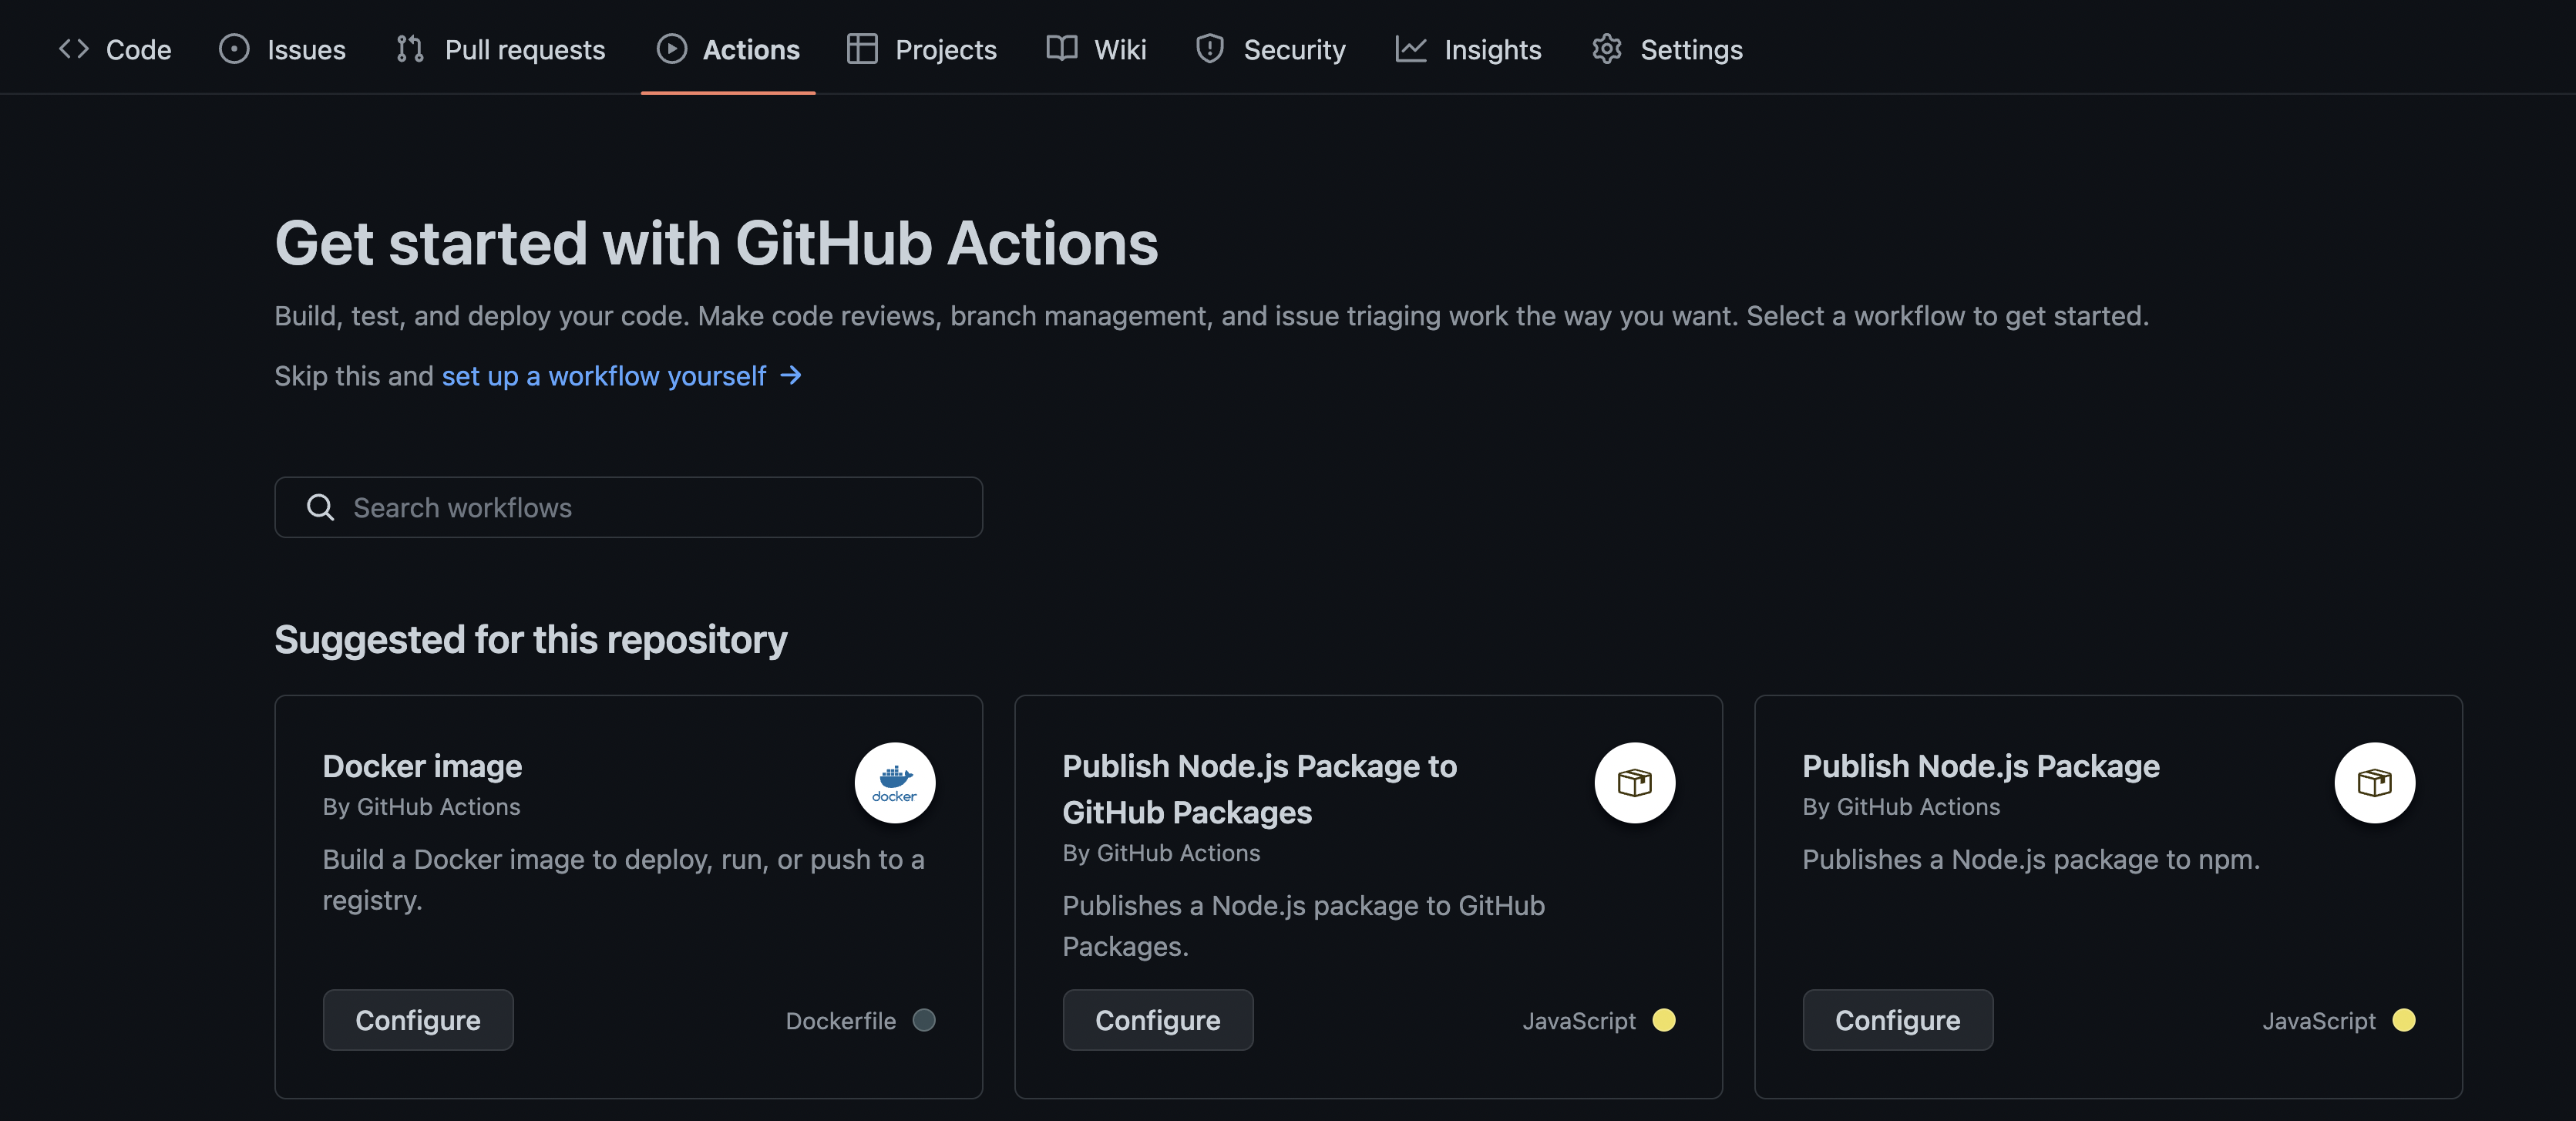 Code Issues Pull requests Actions Projects Wiki Security Insights Settings
Get started with GitHub Actions
Build, test, and deploy your code. Make code reviews, branch management, and issue triaging work the way you want. Select a workflow to get started.
Skip this and set up a workflow yourself →
Search workflows
Suggested for this repository
Docker image
By GitHub Actions
docker
Build a Docker image to deploy, run, or push to a
registry.
Configure
Dockerfile
Publish Node.js Package to
GitHub Packages
By GitHub Actions
Publishes a Node.js package to GitHub
Packages.
Configure
JavaScript
Publish Node.js Package
By GitHub Actions
Publishes a Node.js package to npm.
Configure
JavaScript